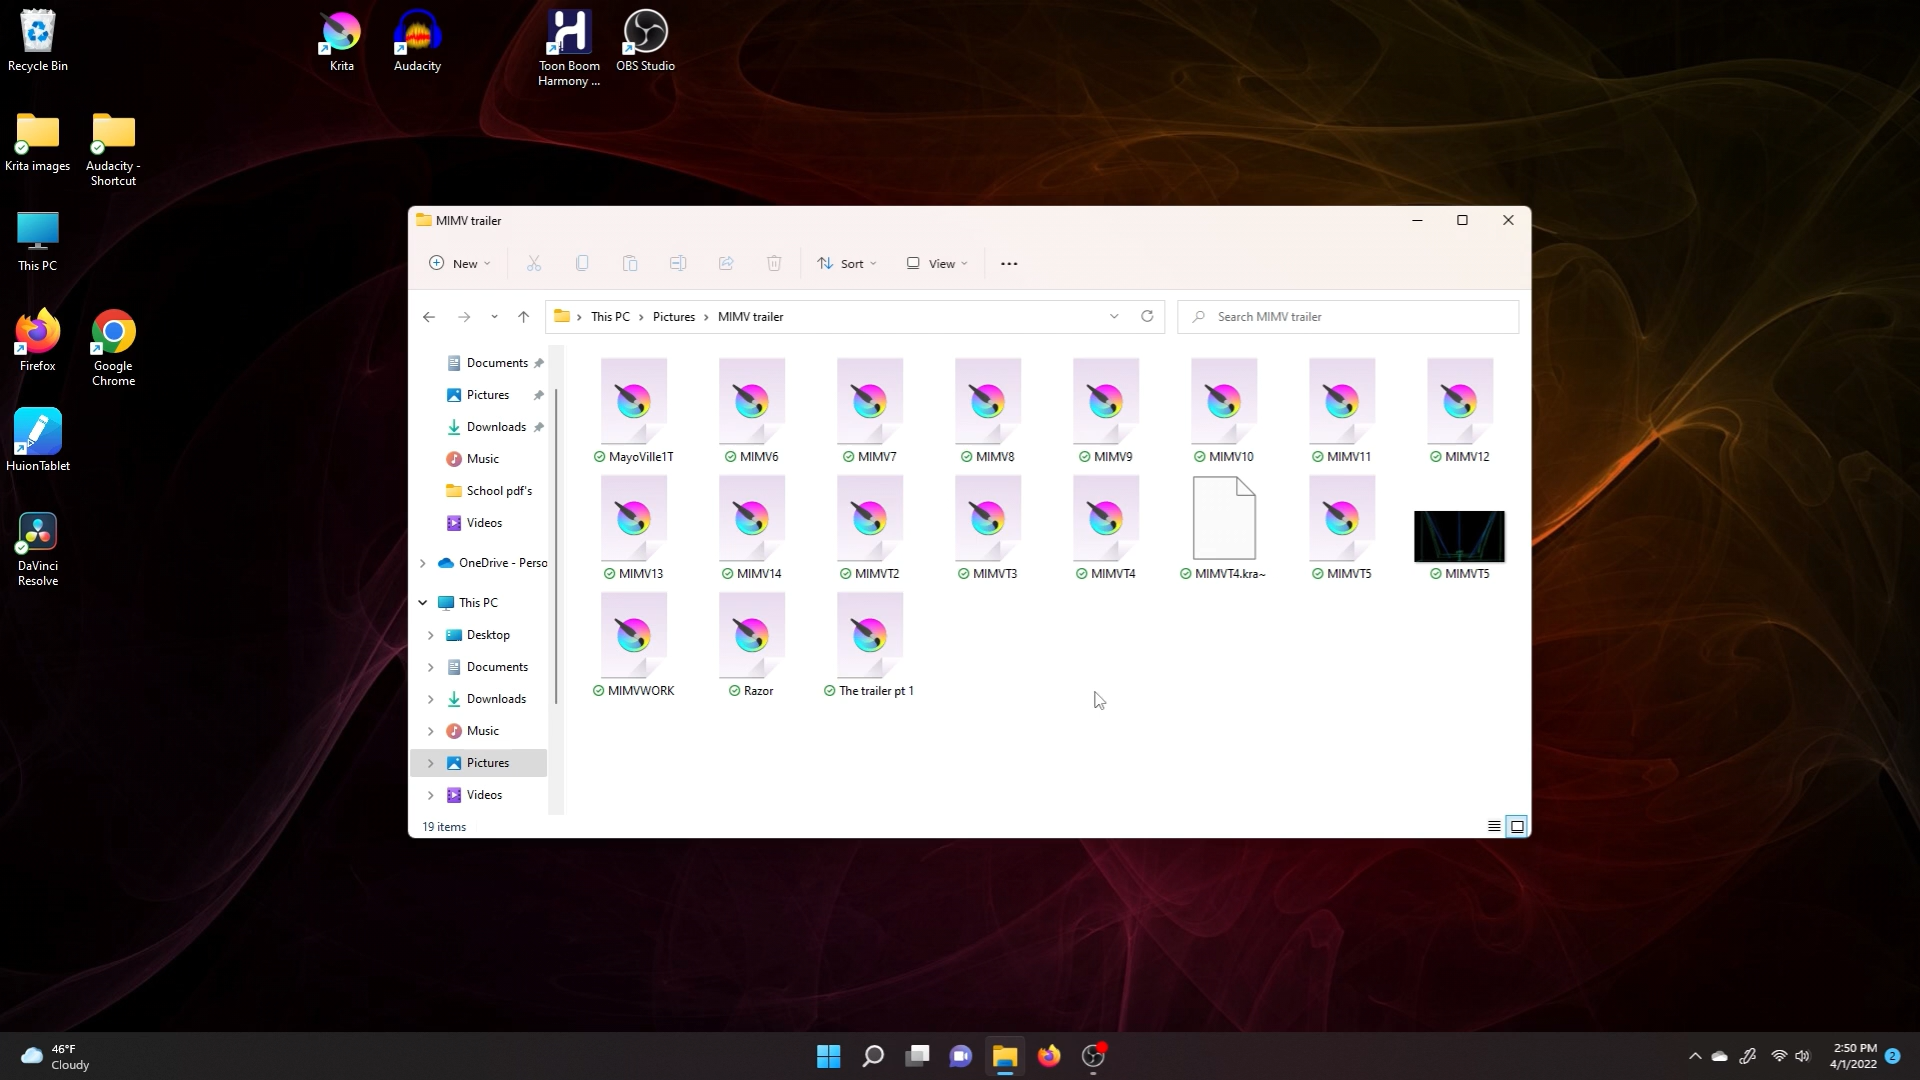 Recycle Bin
Krita
Audacity
Toon Boom
Harmony ...
OBS Studio
Krita images
Audacity -
Shortcut
This PC
Firefox
Google
Chrome
HuionTablet
DaVinci
Resolve
MIMV trailer
New
Sort
View
This PC
Pictures
MIMV trailer
Search MIMV trailer
Documents
Pictures
Downloads
Music
School pdf's
Videos
OneDrive - Perso
This PC
Desktop
Documents
Downloads
Music
Pictures
Videos
MayoVille1T
MIMV6
MIMV7
MIMV8
MIMV9
MIMV10
MIMV11
MIMV12
MIMV13
MIMV14
MIMVT2
MIMVT3
MIMVT4
MIMVT4.kra~
MIMVT5
MIMVT5
MIMVWORK
Razor
The trailer pt 1
19 items
46°F
Cloudy
2:50 PM
4/1/2022
2